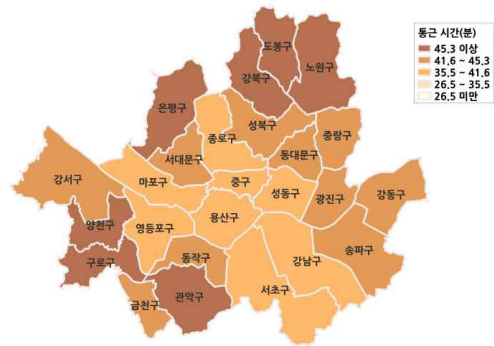 통근 시간(분)
45.3 이상
41.6 ~ 45.3
35.5 ~ 41.6
26.5 ~ 35.5
26.5 미만
도봉구
노원구
강북구
은평구
성북구
종로구
중랑구
서대문구
동대문구
강서구
마포구
중구
성동구
광진구
강동구
양천구
영등포구
용산구
구로구
동작구
송파구
강남구
서초구
관악구
금천구